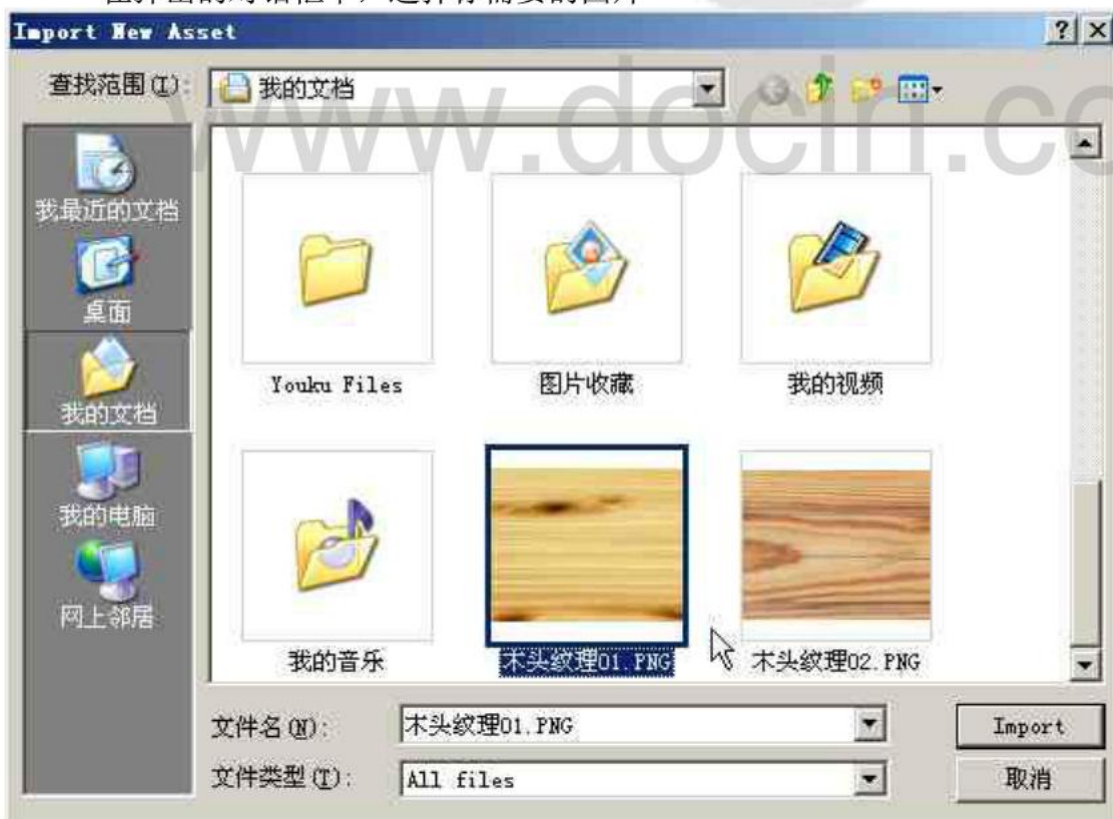 Import New Asset
查找范围(I):
我的文档
www.docin.co
我最近的文档
桌面
我的文档
我的电脑
网上邻居
Youku Files
图片收藏
我的视频
我的音乐
木头纹理01.PNG
木头纹理02.PNG
文件名(N):
木头纹理01.PNG
Import
文件类型(T):
All files
取消